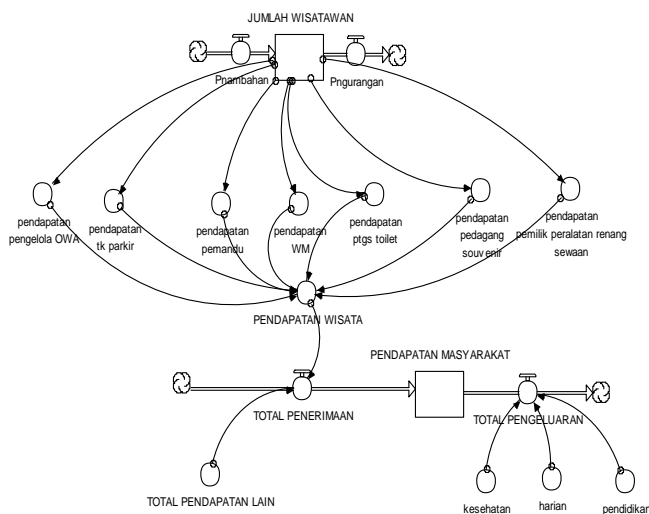 JUMLAH WISATAWAN
Pnambahan
Pngurangan
pendapatan
pengelola OWA
pendapatan
tk parkir
pendapatan
pemandu
pendapatan
WM
pendapatan
ptgs toilet
pendapatan
pedagang
souvenir
pendapatan
pemilik peralatan renang
sewaan
PENDAPATAN WISATA
PENDAPATAN MASYARAKAT
TOTAL PENERIMAAN
TOTAL PENGELUARAN
TOTAL PENDAPATAN LAIN
kesehatan
harian
pendidikan